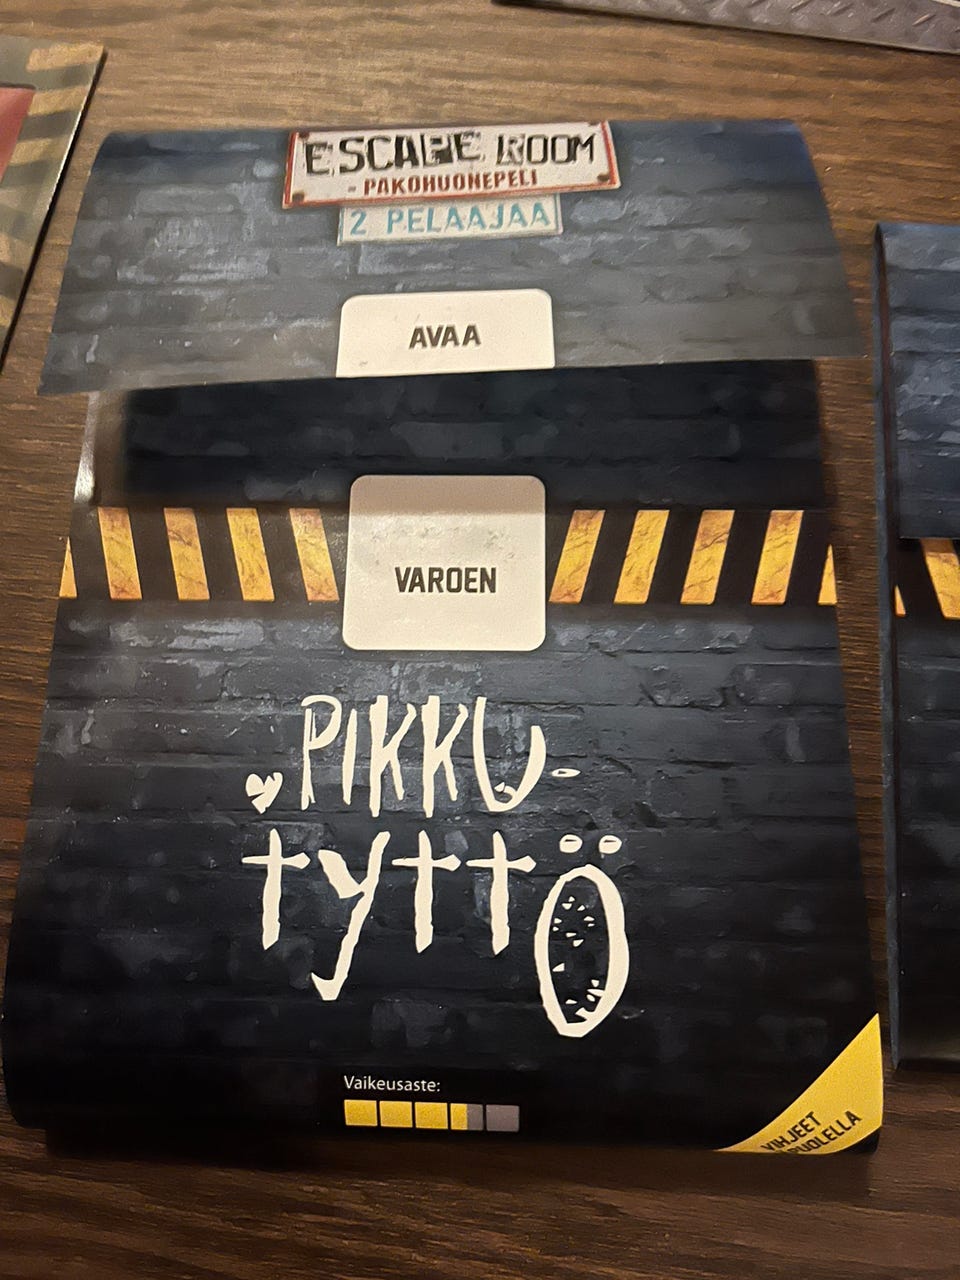 ESCAPE ROOM
- PAKOHUONEPELI
2 PELAAJAA
AVAA
VAROEN
PIKKU-
tyttÖ
Vaikeusaste:
VIHJEET